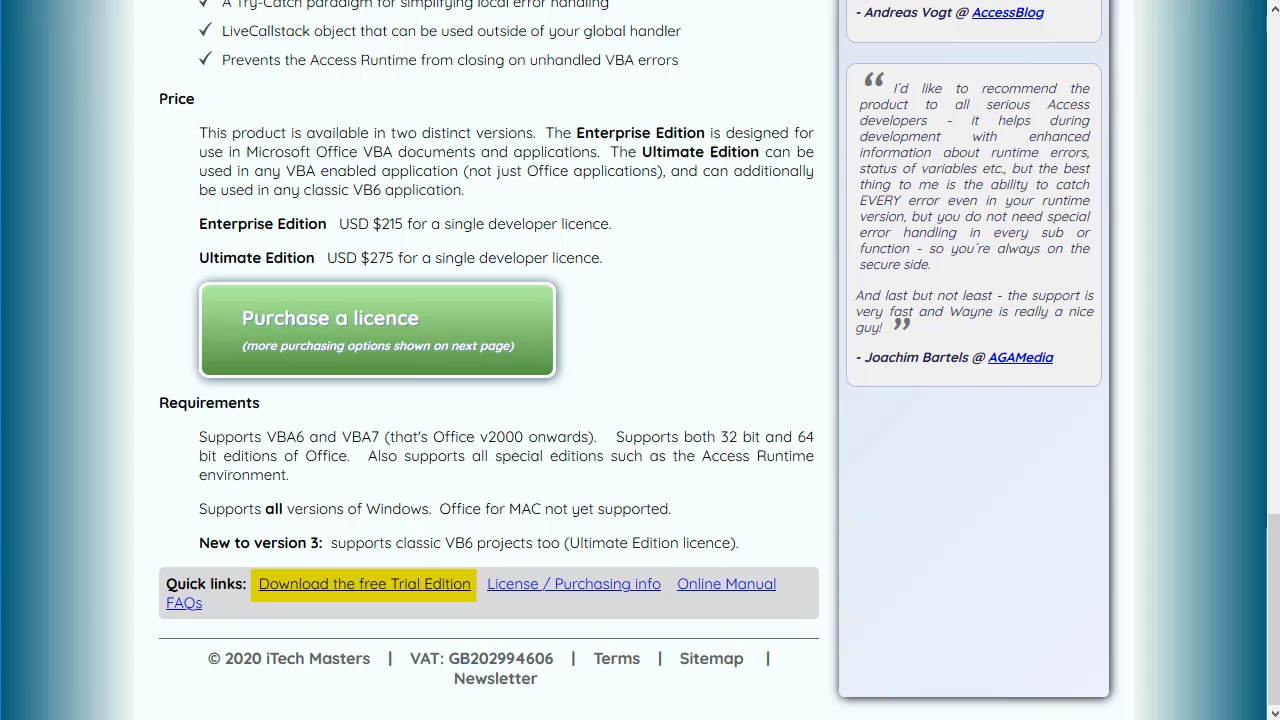 A Try-Catch paradigm for simplifying local error handling
LiveCallstack object that can be used outside of your global handler
Prevents the Access Runtime from closing on unhandled VBA errors
Price
This product is available in two distinct versions. The Enterprise Edition is designed for
use in Microsoft Office VBA documents and applications. The Ultimate Edition can be
used in any VBA enabled application (not just Office applications), and can additionally
be used in any classic VB6 application.
Enterprise Edition USD $215 for a single developer licence.
Ultimate Edition USD $275 for a single developer licence.
Purchase a licence
(more purchasing options shown on next page)
Requirements
Supports VBA6 and VBA7 (that's Office v2000 onwards). Supports both 32 bit and 64
bit editions of Office. Also supports all special editions such as the Access Runtime
environment.
Supports all versions of Windows. Office for MAC not yet supported.
New to version 3: supports classic VB6 projects too (Ultimate Edition licence).
Quick links: Download the free Trial Edition License / Purchasing info Online Manual
FAQs
© 2020 iTech Masters | VAT: GB202994606 | Terms | Sitemap |
Newsletter
- Andreas Vogt @ AccessBlog
“ I´d like to recommend the
product to all serious Access
developers - it helps during
development with enhanced
information about runtime errors,
status of variables etc., but the best
thing to me is the ability to catch
EVERY error even in your runtime
version, but you do not need special
error handling in every sub or
function - so you´re always on the
secure side.
And last but not least - the support is
very fast and Wayne is really a nice
guy! ”
- Joachim Bartels @ AGAMedia